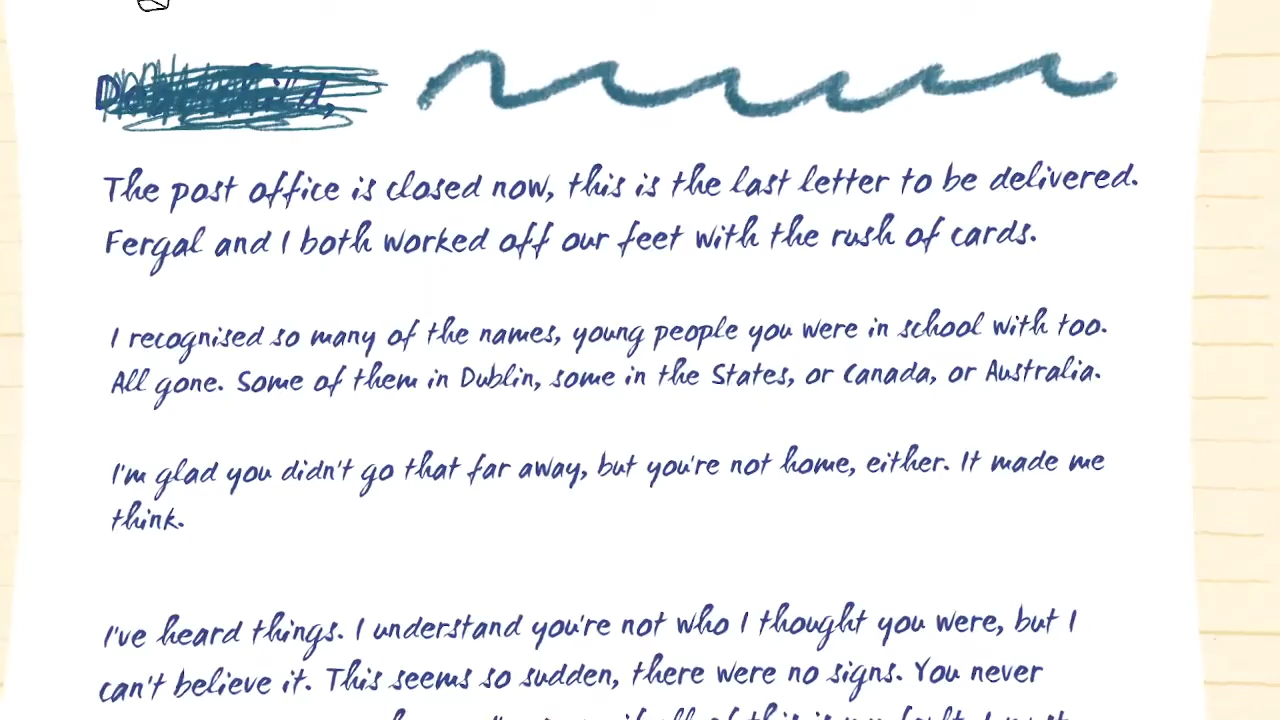 The post office is closed now, this is the last letter to be delivered.
Fergal and I both worked off our feet with the rush of cards.
I recognised so many of the names, young people you were in school with too.
All gone. Some of them in Dublin, some in the States, or Canada, or Australia.
I'm glad you didn't go that far away, but you're not home, either. It made me
think.
I've heard things. I understand you're not who I thought you were, but I
can't believe it. This seems so sudden, there were no signs. You never